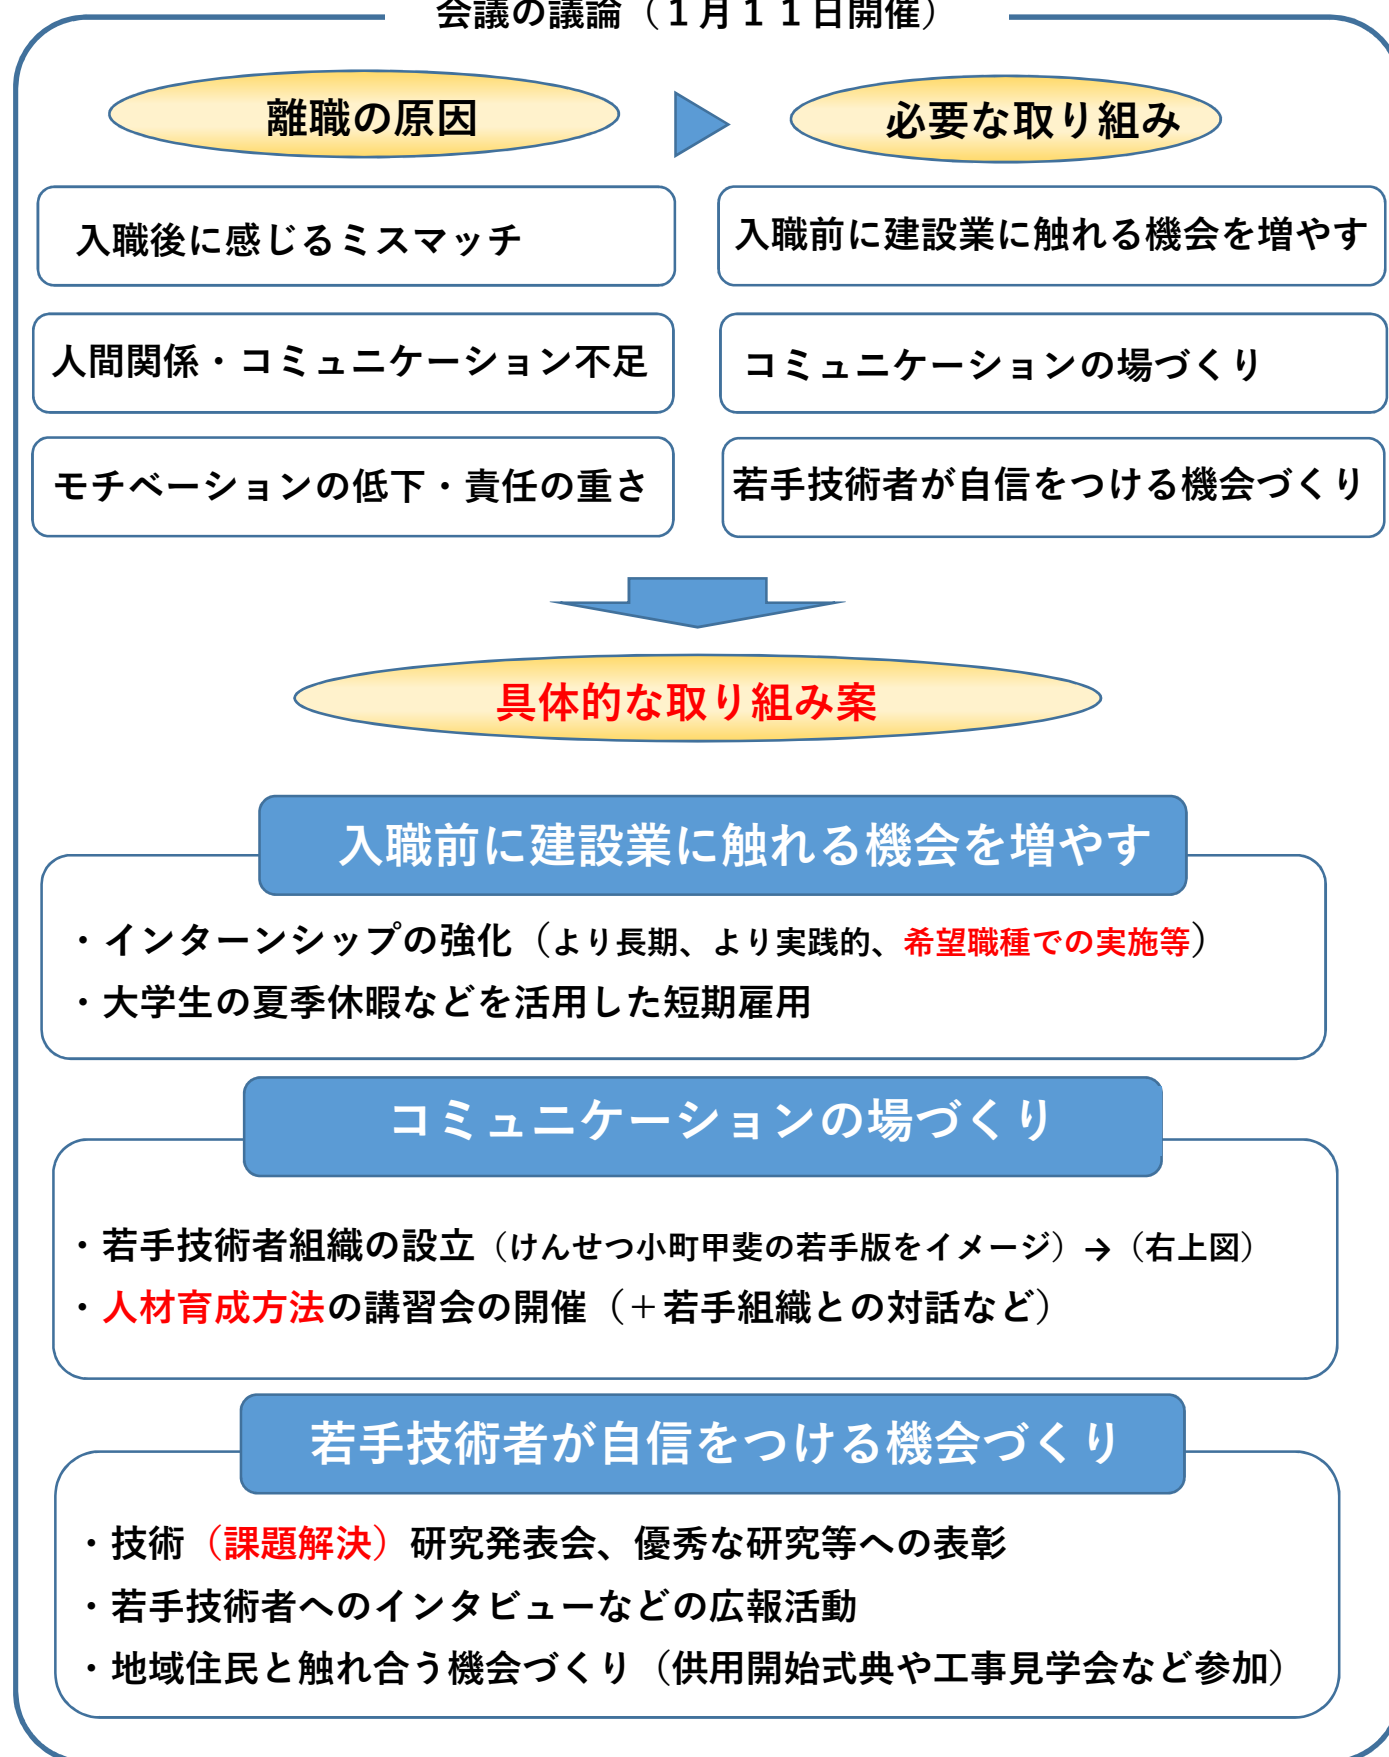 会議の議論（１月１１日開催）
離職の原因
必要な取り組み
入職後に感じるミスマッチ
入職前に建設業に触れる機会を増やす
人間関係・コミュニケーション不足
コミュニケーションの場づくり
モチベーションの低下・責任の重さ
若手技術者が自信をつける機会づくり
具体的な取り組み案
入職前に建設業に触れる機会を増やす
・インターンシップの強化（より長期、より実践的、希望職種での実施等）
・大学生の夏季休暇などを活用した短期雇用
コミュニケーションの場づくり
・若手技術者組織の設立（けんせつ小町甲斐の若手版をイメージ）→（右上図）
・人材育成方法の講習会の開催（＋若手組織との対話など）
若手技術者が自信をつける機会づくり
・技術（課題解決）研究発表会、優秀な研究等への表彰
・若手技術者へのインタビューなどの広報活動
・地域住民と触れ合う機会づくり（供用開始式典や工事見学会など参加）